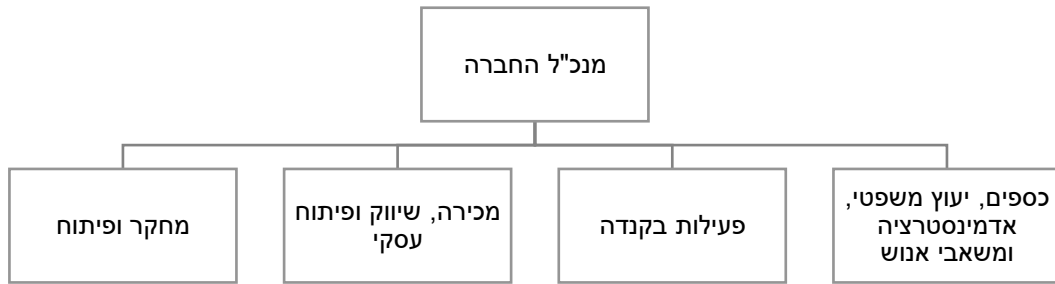 מנכ"ל החברה
כספים, יעוץ משפטי,
אדמינסטרציה
ומשאבי אנוש
פעילות בקנדה
מכירה, שיווק ופיתוח
עסקי
מחקר ופיתוח